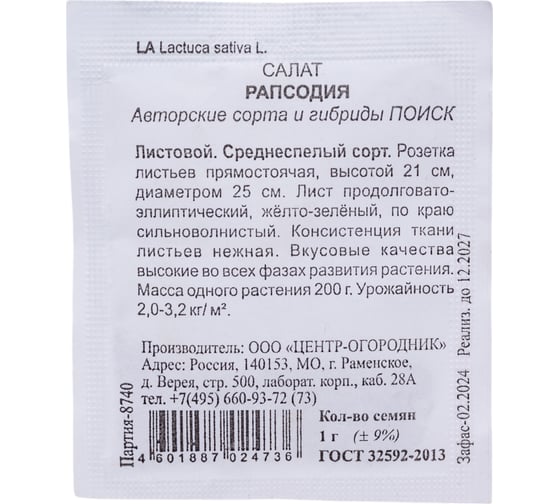 LA Lactuca sativa L.
САЛАТ
РАПСОДИЯ
Авторские сорта и гибриды ПОИСК
Листовой. Среднеспелый сорт. Розетка
листьев прямостоячая, высотой 21 см,
диаметром 25 см. Лист продолговато-
эллиптический, жёлто-зелёный, по краю
сильноволнистый. Консистенция ткани
листьев нежная. Вкусовые качества
высокие во всех фазах развития растения.
Масса одного растения 200 г. Урожайность
2,0-3,2 кг/ м².
Производитель: ООО «ЦЕНТР-ОГОРОДНИК»
Адрес: Россия, 140153, МО, г. Раменское,
д. Верея, стр. 500, лаборат. корп., каб. 28А
тел. +7(495) 660-93-72 (73)
Партия-8740
4 601887 024736
Кол-во семян
1 г (± 9%)
ГОСТ 32592-2013
Зафас-02.2024 Реализ. до 12.2027